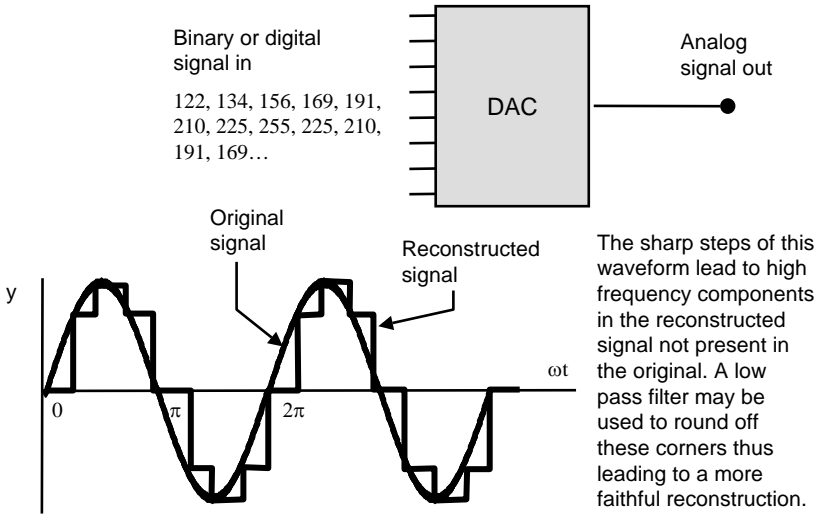 Binary or digital
signal in
122, 134, 156, 169, 191,
210, 225, 255, 225, 210,
191, 169…
DAC
Analog
signal out
Original
signal
Reconstructed
signal
y
ωt
0
π
2π
The sharp steps of this
waveform lead to high
frequency components
in the reconstructed
signal not present in
the original. A low
pass filter may be
used to round off
these corners thus
leading to a more
faithful reconstruction.